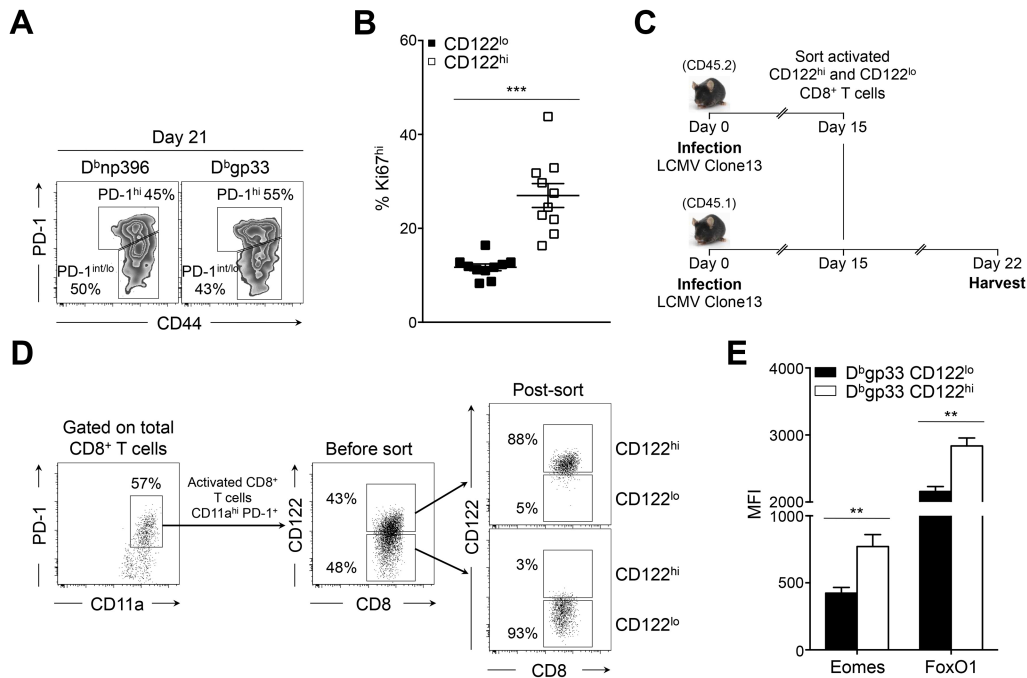 A
Day 21
Dᵇnp396
Dᵇgp33
PD-1ʰⁱ 45%
PD-1ʰⁱ 55%
PD-1
PD-1ⁱⁿᵗ/ˡᵒ
50%
PD-1ⁱⁿᵗ/ˡᵒ
43%
CD44
B
CD122ˡᵒ
CD122ʰⁱ
***
% Ki67ʰⁱ
60
40
20
0
C
(CD45.2)
Sort activated
CD122ʰⁱ and CD122ˡᵒ
CD8⁺ T cells
Day 0
Day 15
Infection
LCMV Clone13
(CD45.1)
Day 0
Day 15
Day 22
Infection
Harvest
LCMV Clone13
D
Gated on total
CD8⁺ T cells
57%
PD-1
CD11a
Activated CD8⁺
T cells
CD11aʰⁱ PD-1⁺
Before sort
43%
48%
CD122
CD8
Post-sort
88%
CD122ʰⁱ
5%
CD122ˡᵒ
CD122
3%
CD122ʰⁱ
93%
CD122ˡᵒ
CD8
E
Dᵇgp33 CD122ˡᵒ
Dᵇgp33 CD122ʰⁱ
MFI
4000
3000
2000
1000
500
0
**
**
Eomes
FoxO1